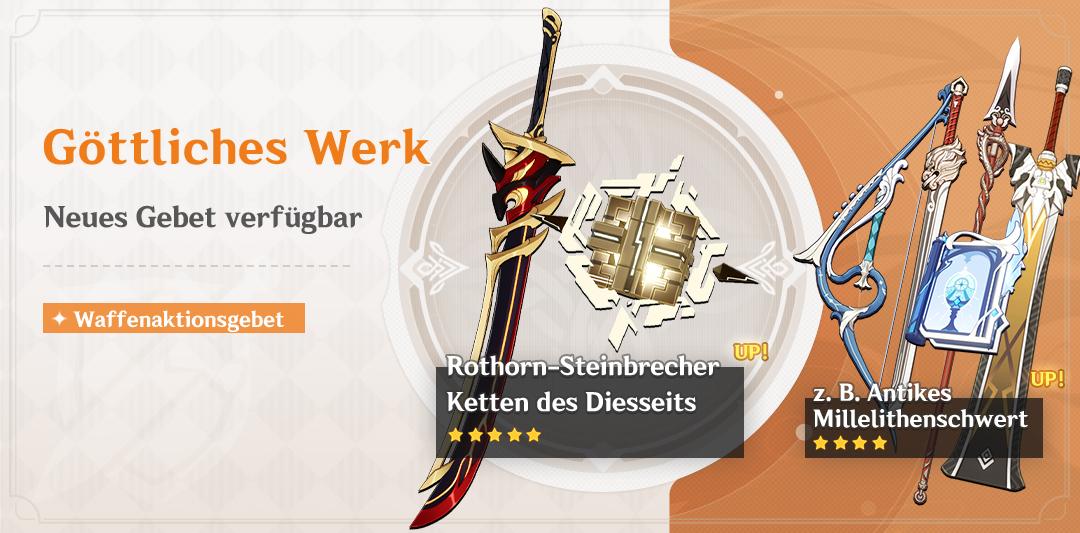 Göttliches Werk
Neues Gebet verfügbar
Waffenaktionsgebet
UP!
Rothorn-Steinbrecher
Ketten des Diesseits
UP!
z. B. Antikes
Millelithenschwert